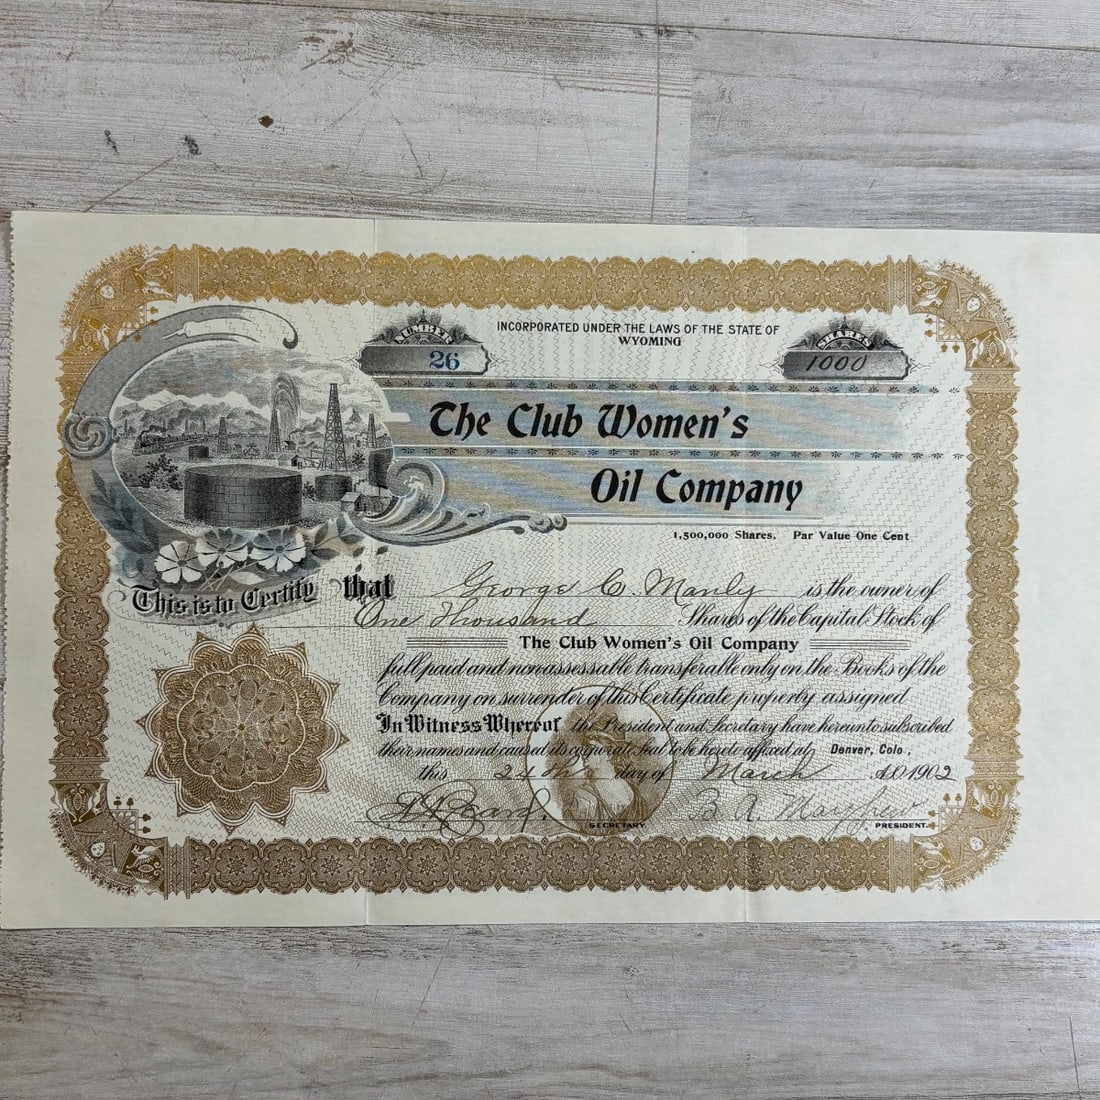 INCORPORATED UNDER THE LAWS OF THE STATE OF
WYOMING
NUMBER
26
SHARES
1000
The Club Women's
Oil Company
1,500,000 Shares. Par Value One Cent
This is to Certify that George C. Manly is the owner of
One Thousand Shares of the Capital Stock of
The Club Women's Oil Company
full paid and non-assessable transferable only on the Books of the
Company on surrender of this Certificate properly assigned
In Witness Whereof the President and Secretary have hereunto subscribed
their names and caused its corporate Seal to be hereto affixed at Denver, Colo.,
this 24th day of March A.D. 1902
SECRETARY
B. A. PRESIDENT.